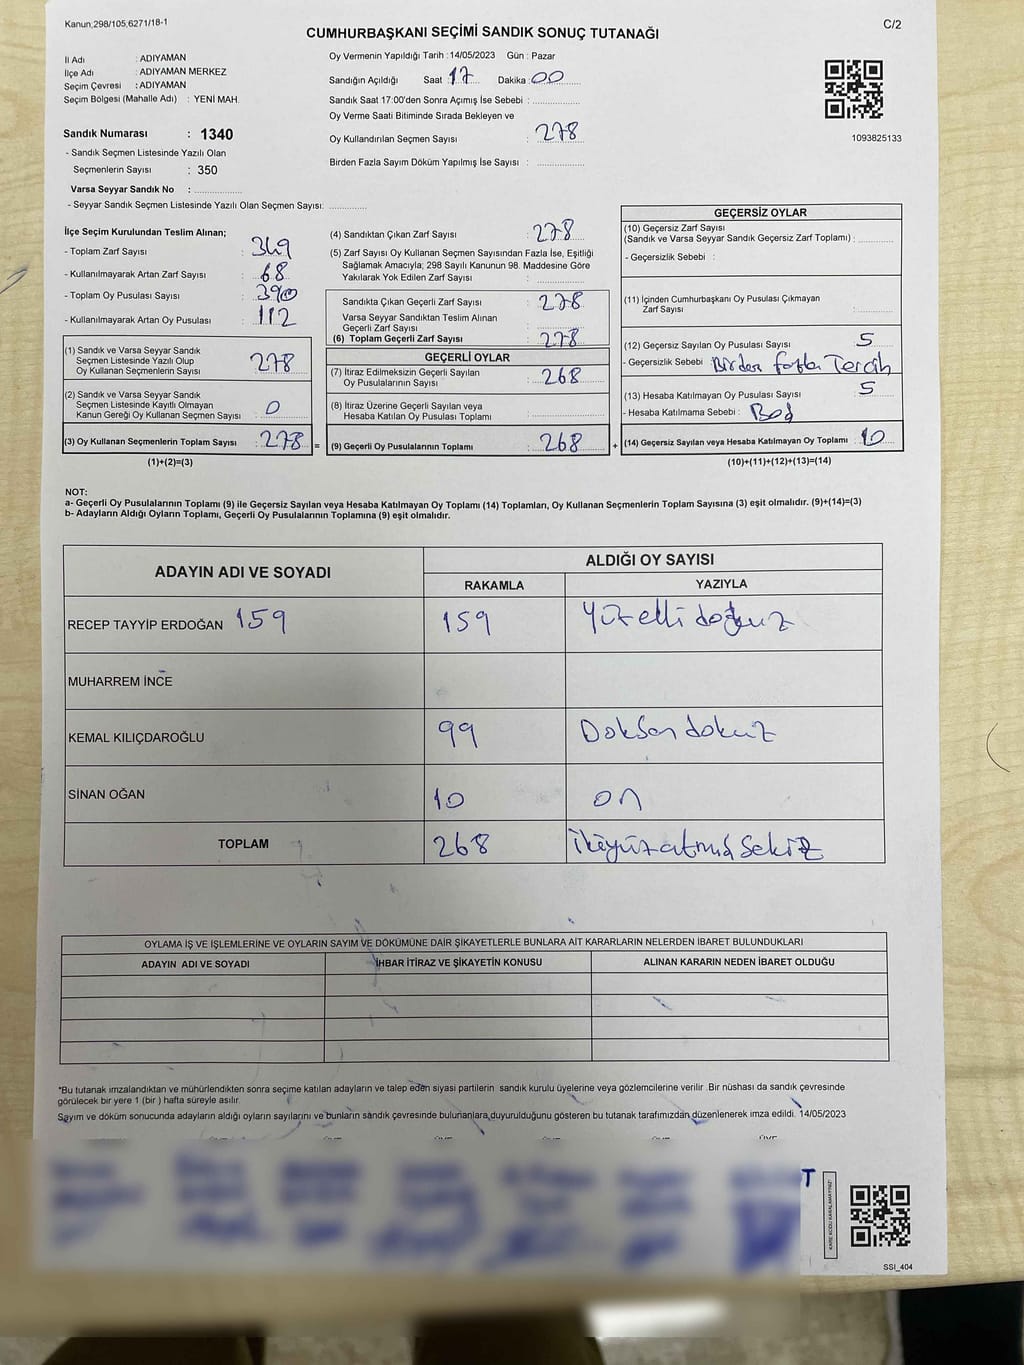 Kanun,298/105,6271/18-1
C/2
CUMHURBAŞKANI SEÇİMİ SANDIK SONUÇ TUTANAĞI
İl Adı : ADIYAMAN
İlçe Adı : ADIYAMAN MERKEZ
Seçim Çevresi : ADIYAMAN
Seçim Bölgesi (Mahalle Adı) : YENİ MAH.
Sandık Numarası : 1340
- Sandık Seçmen Listesinde Yazılı Olan
Seçmenlerin Sayısı : 350
Varsa Seyyar Sandık No : ..............
- Seyyar Sandık Seçmen Listesinde Yazılı Olan Seçmen Sayısı: ..............
Oy Vermenin Yapıldığı Tarih : 14/05/2023 Gün : Pazar
Sandığın Açıldığı Saat 17 Dakika : 00
Sandık Saat 17:00'den Sonra Açımış İse Sebebi : ..............
Oy Verme Saati Bitiminde Sırada Bekleyen ve
Oy Kullandırılan Seçmen Sayısı : 278
Birden Fazla Sayım Döküm Yapılmış İse Sayısı : ..............
1093825133
İlçe Seçim Kurulundan Teslim Alınan;
- Toplam Zarf Sayısı : 349
- Kullanılmayarak Artan Zarf Sayısı : 68
- Toplam Oy Pusulası Sayısı : 390
- Kullanılmayarak Artan Oy Pusulası : 112
(1) Sandık ve Varsa Seyyar Sandık
Seçmen Listesinde Yazılı Olup
Oy Kullanan Seçmenlerin Sayısı : 278
(2) Sandık ve Varsa Seyyar Sandık
Seçmen Listesinde Kayıtlı Olmayan
Kanun Gereği Oy Kullanan Seçmen Sayısı : 0
(3) Oy Kullanan Seçmenlerin Toplam Sayısı : 278 =
(1)+(2)=(3)
(4) Sandıktan Çıkan Zarf Sayısı : 278
(5) Zarf Sayısı Oy Kullanan Seçmen Sayısından Fazla İse, Eşitliği
Sağlamak Amacıyla; 298 Sayılı Kanunun 98. Maddesine Göre
Yakılarak Yok Edilen Zarf Sayısı : ..............
Sandıkta Çıkan Geçerli Zarf Sayısı : 278
Varsa Seyyar Sandıktan Teslim Alınan
Geçerli Zarf Sayısı : ..............
(6) Toplam Geçerli Zarf Sayısı : 278
GEÇERLİ OYLAR
(7) İtiraz Edilmeksizin Geçerli Sayılan
Oy Pusulalarının Sayısı : 268
(8) İtiraz Üzerine Geçerli Sayılan veya
Hesaba Katılan Oy Pusulası Toplamı : ..............
(9) Geçerli Oy Pusulalarının Toplamı : 268 +
GEÇERSİZ OYLAR
(10) Geçersiz Zarf Sayısı
(Sandık ve Varsa Seyyar Sandık Geçersiz Zarf Toplamı) : ..............
- Geçersizlik Sebebi :
(11) İçinden Cumhurbaşkanı Oy Pusulası Çıkmayan
Zarf Sayısı : ..............
(12) Geçersiz Sayılan Oy Pusulası Sayısı : 5
- Geçersizlik Sebebi : Birden fazla Tercih
(13) Hesaba Katılmayan Oy Pusulası Sayısı : 5
- Hesaba Katılmama Sebebi :
(14) Geçersiz Sayılan veya Hesaba Katılmayan Oy Toplamı : 10
(10)+(11)+(12)+(13)=(14)
NOT:
a- Geçerli Oy Pusulalarının Toplamı (9) ile Geçersiz Sayılan veya Hesaba Katılmayan Oy Toplamı (14) Toplamları, Oy Kullanan Seçmenlerin Toplam Sayısına (3) eşit olmalıdır. (9)+(14)=(3)
b- Adayların Aldığı Oyların Toplamı, Geçerli Oy Pusulalarının Toplamına (9) eşit olmalıdır.
ADAYIN ADI VE SOYADI
ALDIĞI OY SAYISI
RAKAMLA YAZIYLA
RECEP TAYYİP ERDOĞAN 159 159 Yüzellidokuz
MUHARREM İNCE
KEMAL KILIÇDAROĞLU 99 Doksandokuz
SİNAN OĞAN 10 on
TOPLAM 268 ikiyüzatmışsekiz
OYLAMA İŞ VE İŞLEMLERİNE VE OYLARIN SAYIM VE DÖKÜMÜNE DAİR ŞİKAYETLERLE BUNLARA AİT KARARLARIN NELERDEN İBARET BULUNDUKLARI
ADAYIN ADI VE SOYADI İHBAR İTİRAZ VE ŞİKAYETİN KONUSU ALINAN KARARIN NEDEN İBARET OLDUĞU
*Bu tutanak imzalandıktan ve mühürlendikten sonra seçime katılan adayların ve talep eden siyasi partilerin sandık kurulu üyelerine veya gözlemcilerine verilir .Bir nüshası da sandık çevresinde
görülecek bir yere 1 (bir ) hafta süreyle asılır.
Sayım ve döküm sonucunda adayların aldığı oyların sayılarını ve bunların sandık çevresinde bulunanlara duyurulduğunu gösteren bu tutanak tarafımızdan düzenlenerek imza edildi. 14/05/2023
KARE KODU KARALAMAYINIZ!
SSI_404